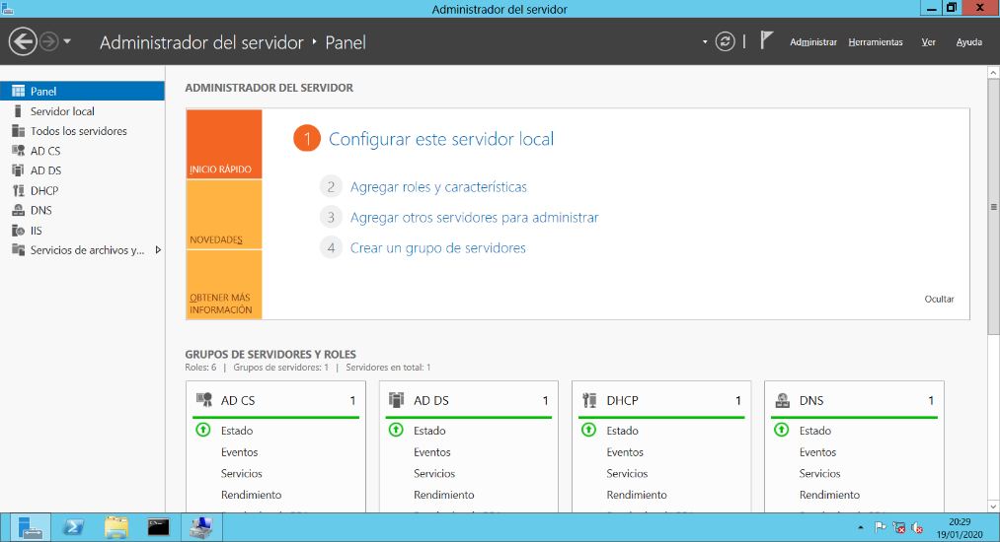 Administrador del servidor
Administrador del servidor ‣ Panel
Administrar Herramientas Ver Ayuda
Panel
Servidor local
Todos los servidores
AD CS
AD DS
DHCP
DNS
IIS
Servicios de archivos y...
ADMINISTRADOR DEL SERVIDOR
INICIO RÁPIDO
NOVEDADES
OBTENER MÁS
INFORMACIÓN
1 Configurar este servidor local
2 Agregar roles y características
3 Agregar otros servidores para administrar
4 Crear un grupo de servidores
Ocultar
GRUPOS DE SERVIDORES Y ROLES
Roles: 6 | Grupos de servidores: 1 | Servidores en total: 1
AD CS 1
Estado
Eventos
Servicios
Rendimiento
AD DS 1
Estado
Eventos
Servicios
Rendimiento
DHCP 1
Estado
Eventos
Servicios
Rendimiento
DNS 1
Estado
Eventos
Servicios
Rendimiento
20:29
19/01/2020